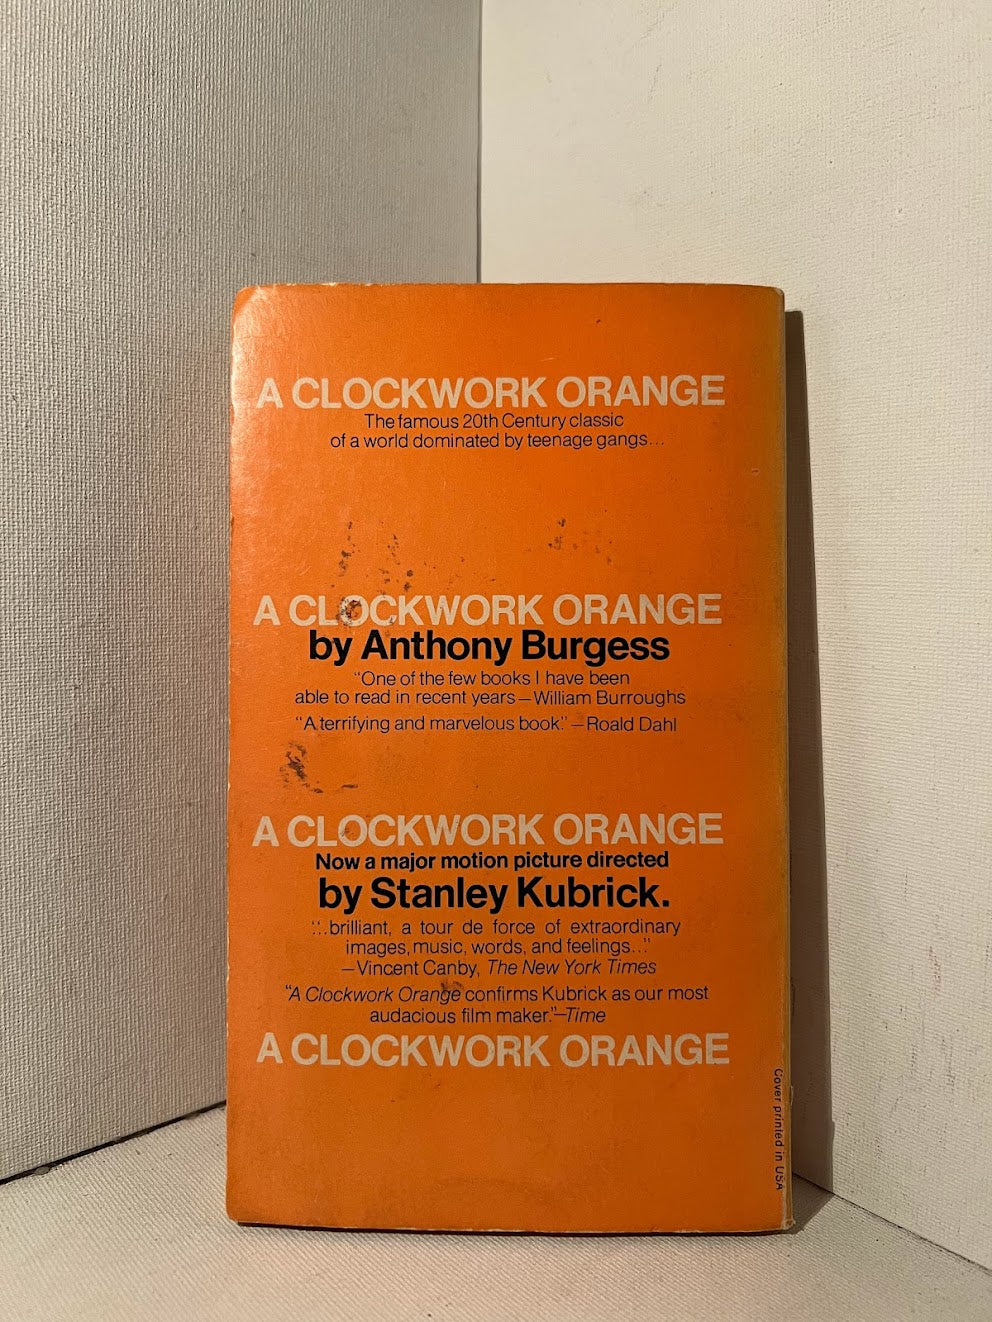 A CLOCKWORK ORANGE
The famous 20th Century classic
of a world dominated by teenage gangs...
A CLOCKWORK ORANGE
by Anthony Burgess
“One of the few books I have been
able to read in recent years—William Burroughs
“A terrifying and marvelous book.”—Roald Dahl
A CLOCKWORK ORANGE
Now a major motion picture directed
by Stanley Kubrick.
“...brilliant, a tour de force of extraordinary
images, music, words, and feelings...”
—Vincent Canby, The New York Times
“A Clockwork Orange confirms Kubrick as our most
audacious film maker.”—Time
A CLOCKWORK ORANGE
Cover printed in USA